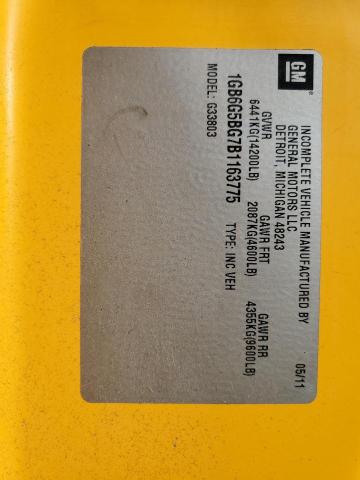 GM
INCOMPLETE VEHICLE MANUFACTURED BY
GENERAL MOTORS LLC
DETROIT, MICHIGAN 48243
05/11
GVWR GAWR FRT GAWR RR
6441KG(14200LB) 2087KG(4600LB) 4355KG(9600LB)
1GB6G5BG7B1163775 TYPE: INC VEH
MODEL: G33803